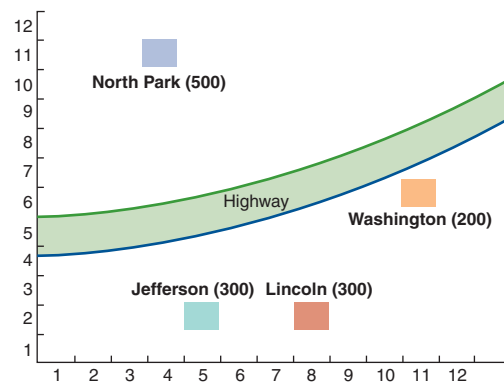 12
11
North Park (500)
10
9
8
7
Highway
6
Washington (200)
5
4
Jefferson (300) Lincoln (300)
3
2
1
1 2 3 4 5 6 7 8 9 10 11 12